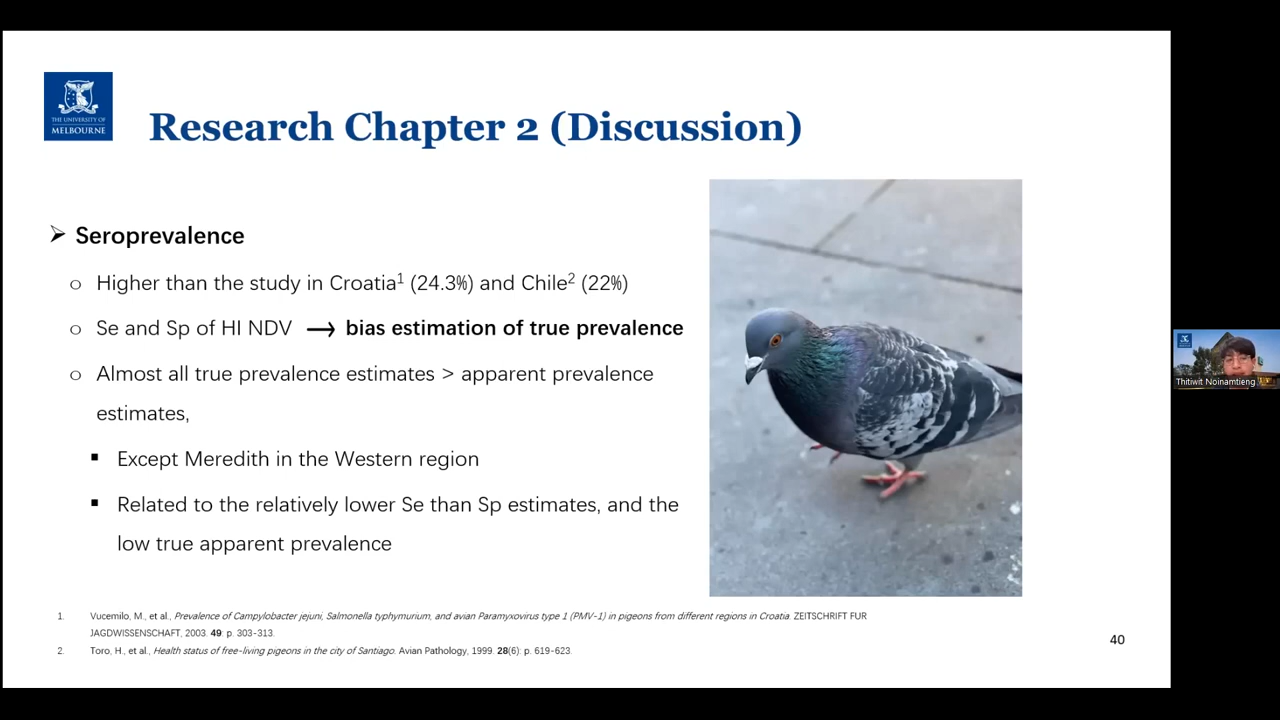 THE UNIVERSITY OF
MELBOURNE
Research Chapter 2 (Discussion)
➢ Seroprevalence
o Higher than the study in Croatia¹ (24.3%) and Chile² (22%)
o Se and Sp of HI NDV → bias estimation of true prevalence
o Almost all true prevalence estimates > apparent prevalence
estimates,
▪ Except Meredith in the Western region
▪ Related to the relatively lower Se than Sp estimates, and the
low true apparent prevalence
1. Vucemilo, M., et al., Prevalence of Campylobacter jejuni, Salmonella typhymurium, and avian Paramyxovirus type 1 (PMV-1) in pigeons from different regions in Croatia. ZEITSCHRIFT FUR
JAGDWISSENSCHAFT, 2003. 49: p. 303-313.
2. Toro, H., et al., Health status of free-living pigeons in the city of Santiago. Avian Pathology, 1999. 28(6): p. 619-623.
40
Thitiwit Noinamtieng